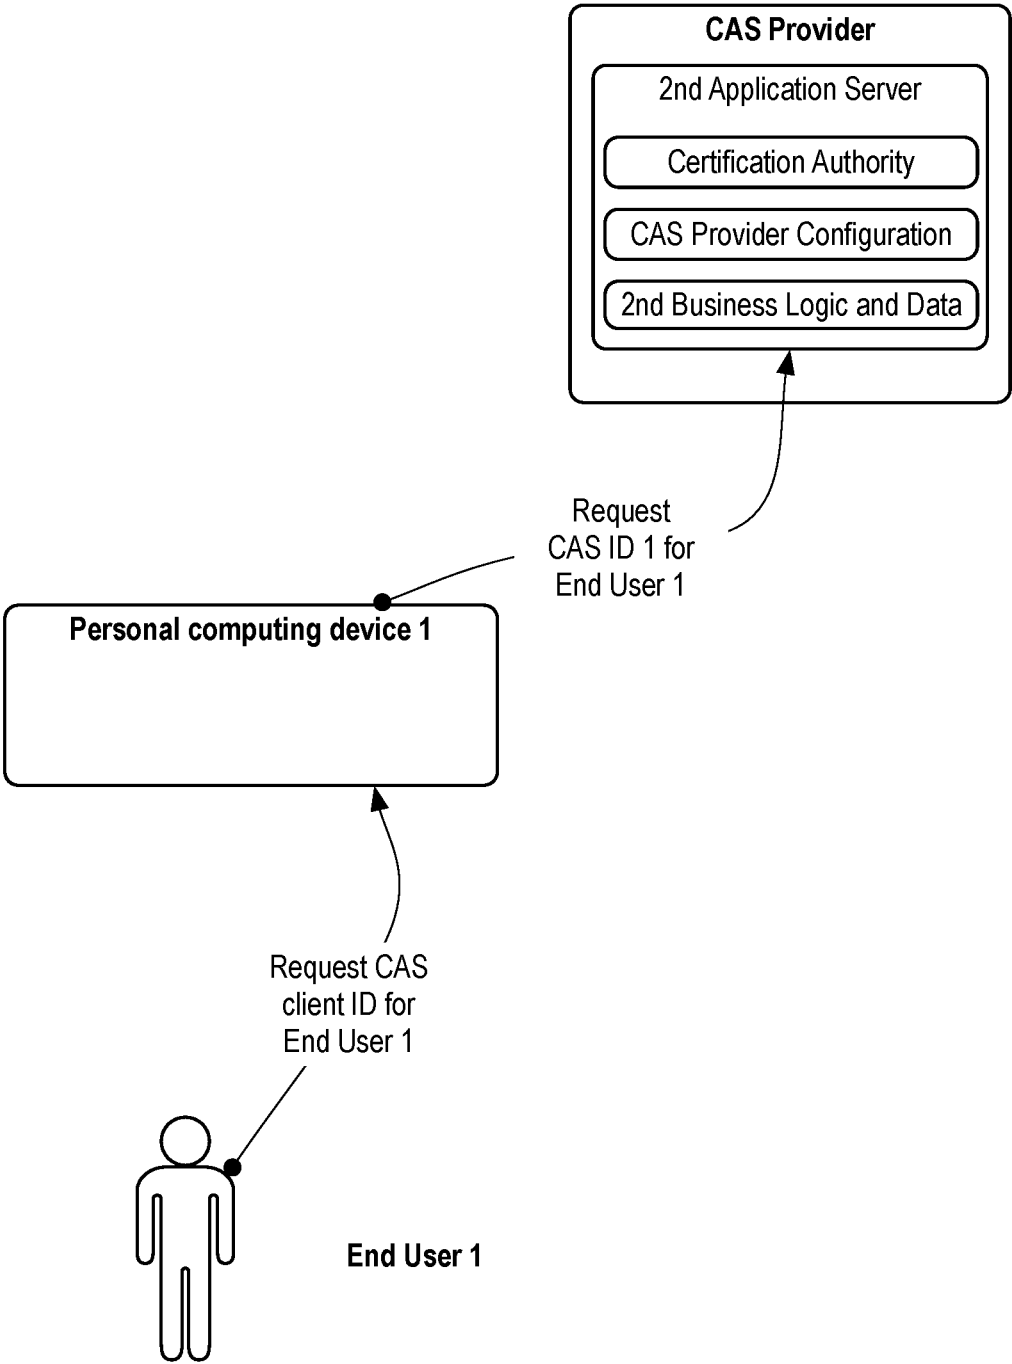 CAS Provider
2nd Application Server
Certification Authority
CAS Provider Configuration
2nd Business Logic and Data
Request
CAS ID 1 for
End User 1
Personal computing device 1
Request CAS
client ID for
End User 1
End User 1